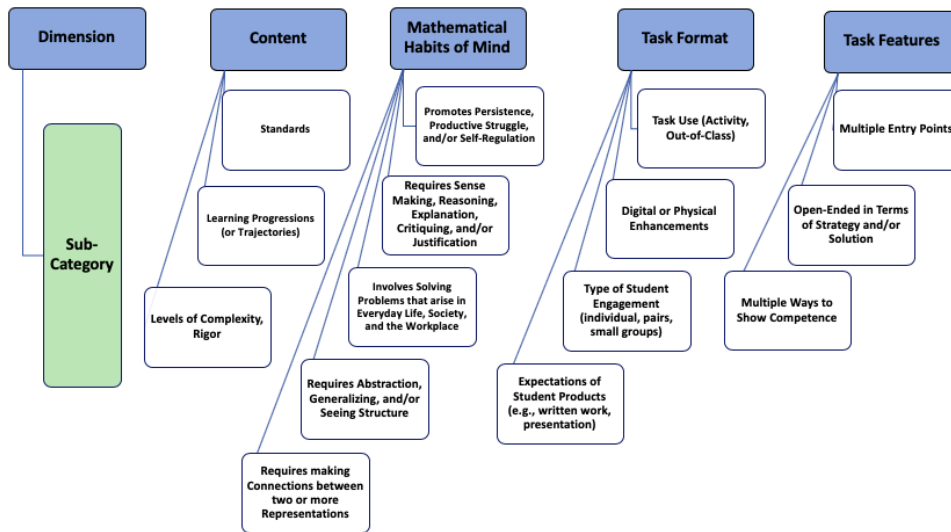 Dimension
Sub-
Category
Content
Standards
Learning Progressions
(or Trajectories)
Levels of Complexity,
Rigor
Mathematical
Habits of Mind
Promotes Persistence,
Productive Struggle,
and/or Self-Regulation
Requires Sense
Making, Reasoning,
Explanation,
Critiquing, and/or
Justification
Involves Solving
Problems that arise in
Everyday Life, Society,
and the Workplace
Requires Abstraction,
Generalizing, and/or
Seeing Structure
Requires making
Connections between
two or more
Representations
Task Format
Task Use (Activity,
Out-of-Class)
Digital or Physical
Enhancements
Type of Student
Engagement
(individual, pairs,
small groups)
Expectations of
Student Products
(e.g., written work,
presentation)
Task Features
Multiple Entry Points
Open-Ended in Terms
of Strategy and/or
Solution
Multiple Ways to
Show Competence